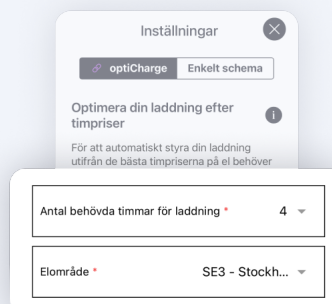 Inställningar
optiCharge Enkelt schema
Optimera din laddning efter
timpriser
För att automatiskt styra din laddning
utifrån de bästa timpriserna på el behöver
Antal behövda timmar för laddning * 4
Elområde * SE3 - Stockh...